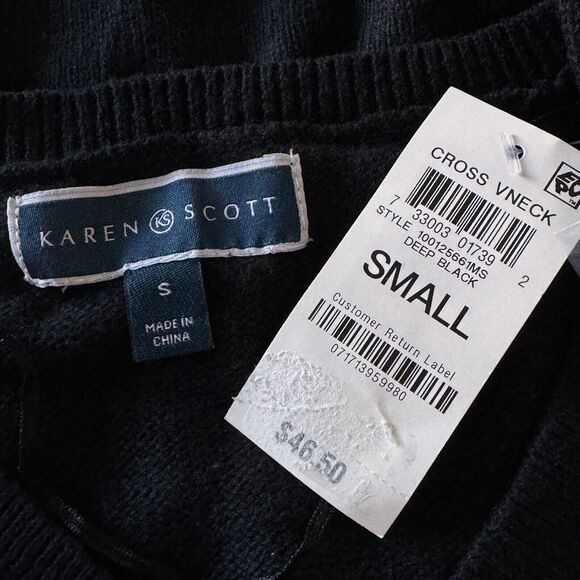 KAREN KS SCOTT
S
MADE IN
CHINA
CROSS VNECK
7 33003 01739 2
STYLE 100125661MS
DEEP BLACK
SMALL
Customer Return Label
071713959980
$46.50